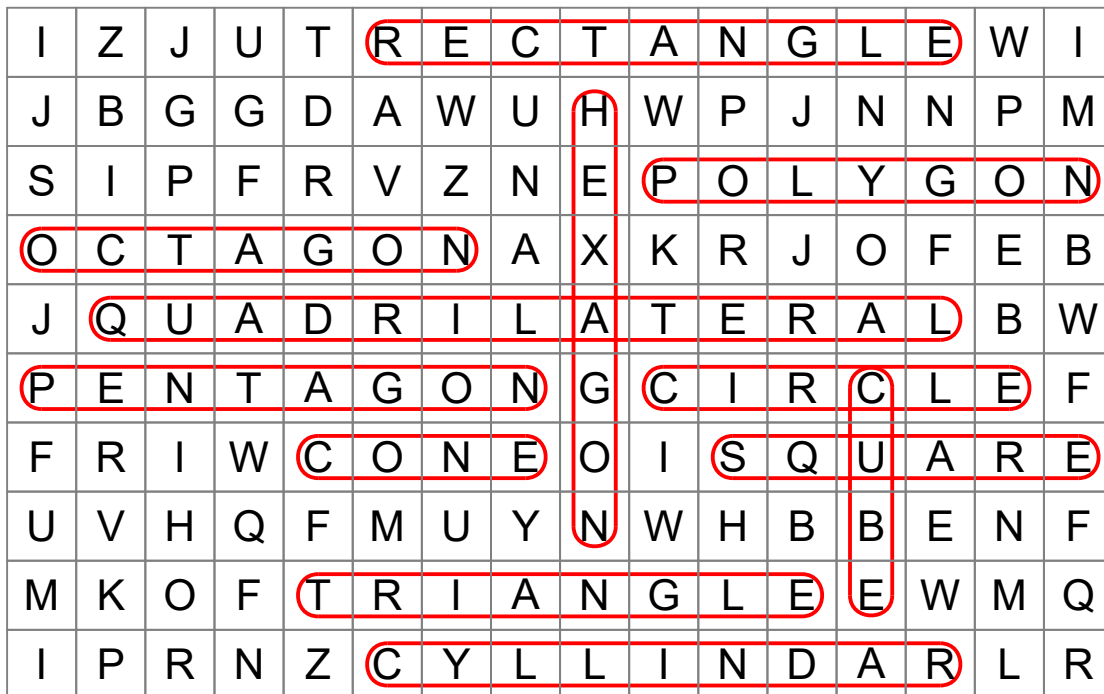 I Z J U T R E C T A N G L E W I
J B G G D A W U H W P J N N P M
S I P F R V Z N E P O L Y G O N
O C T A G O N A X K R J O F E B
J Q U A D R I L A T E R A L B W
P E N T A G O N G C I R C L E F
F R I W C O N E O I S Q U A R E
U V H Q F M U Y N W H B B E N F
M K O F T R I A N G L E E W M Q
I P R N Z C Y L L I N D A R L R